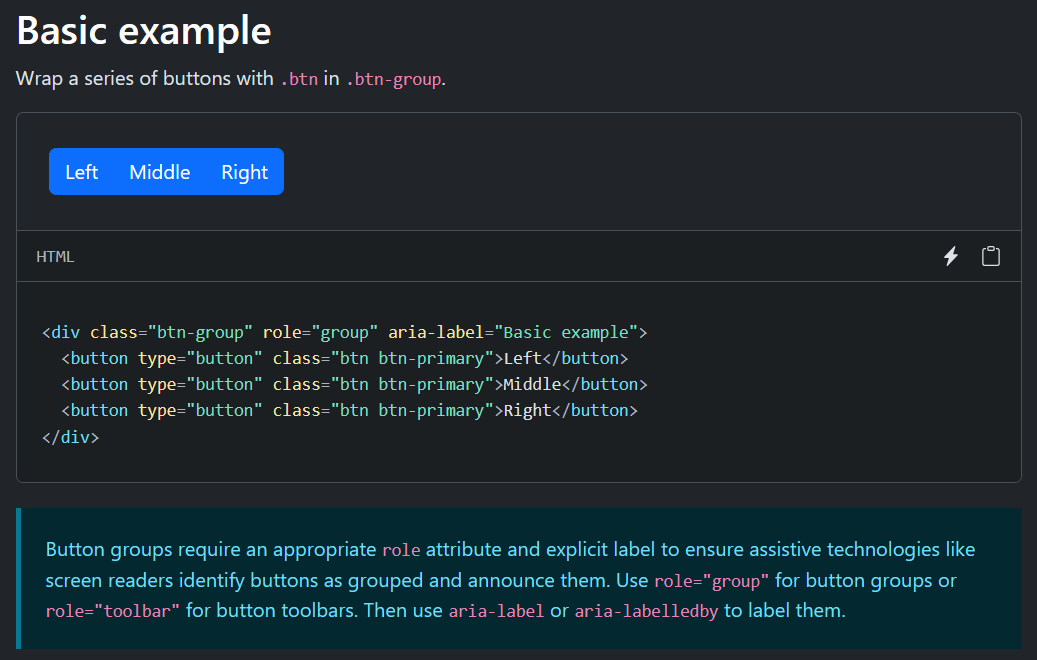 Basic example
Wrap a series of buttons with .btn in .btn-group.
Left Middle Right
HTML
<div class="btn-group" role="group" aria-label="Basic example">
  <button type="button" class="btn btn-primary">Left</button>
  <button type="button" class="btn btn-primary">Middle</button>
  <button type="button" class="btn btn-primary">Right</button>
</div>
Button groups require an appropriate role attribute and explicit label to ensure assistive technologies like
screen readers identify buttons as grouped and announce them. Use role="group" for button groups or
role="toolbar" for button toolbars. Then use aria-label or aria-labelledby to label them.